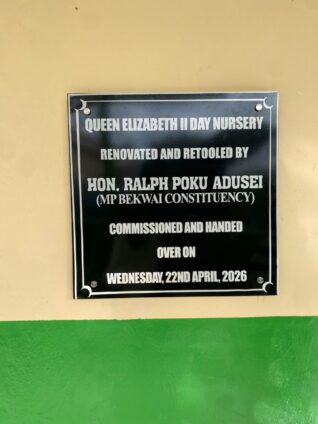 QUEEN ELIZABETH II DAY NURSERY
RENOVATED AND RETOOLED BY
HON. RALPH POKU ADUSEI
(MP BEKWAI CONSTITUENCY)
COMMISSIONED AND HANDED
OVER ON
WEDNESDAY, 22ND APRIL, 2026